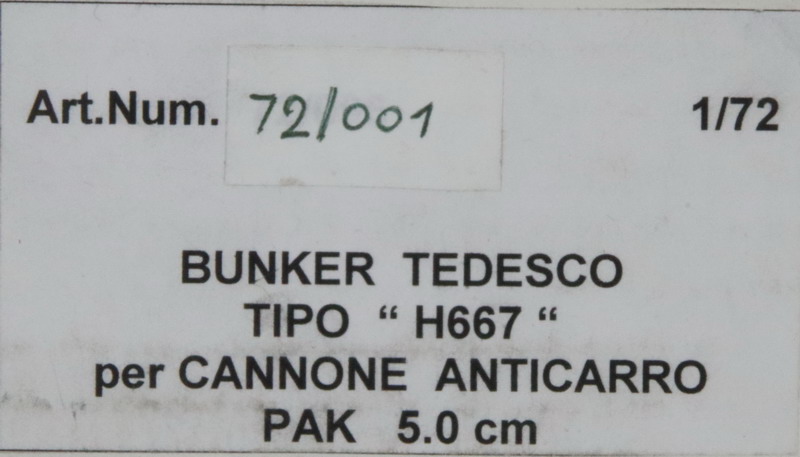 Art.Num. 72/001 1/72
BUNKER TEDESCO
TIPO “ H667 “
per CANNONE ANTICARRO
PAK 5.0 cm